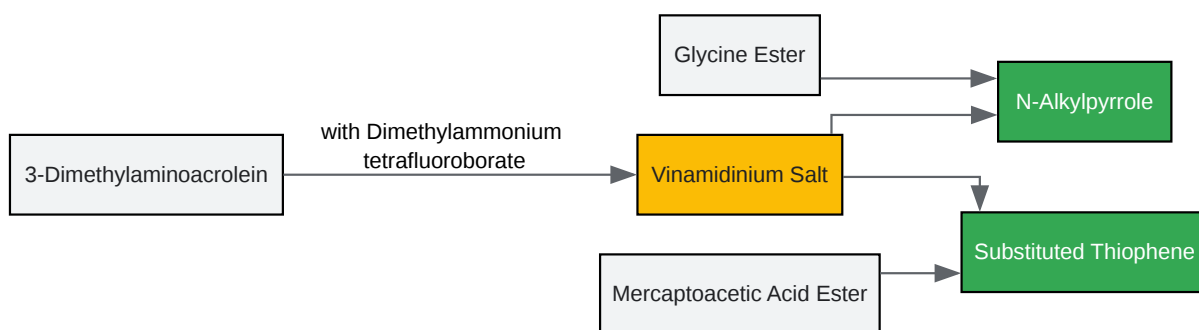 Glycine Ester
N-Alkylpyrrole
with Dimethylammonium
tetrafluoroborate
3-Dimethylaminoacrolein
Vinamidinium Salt
Substituted Thiophene
Mercaptoacetic Acid Ester